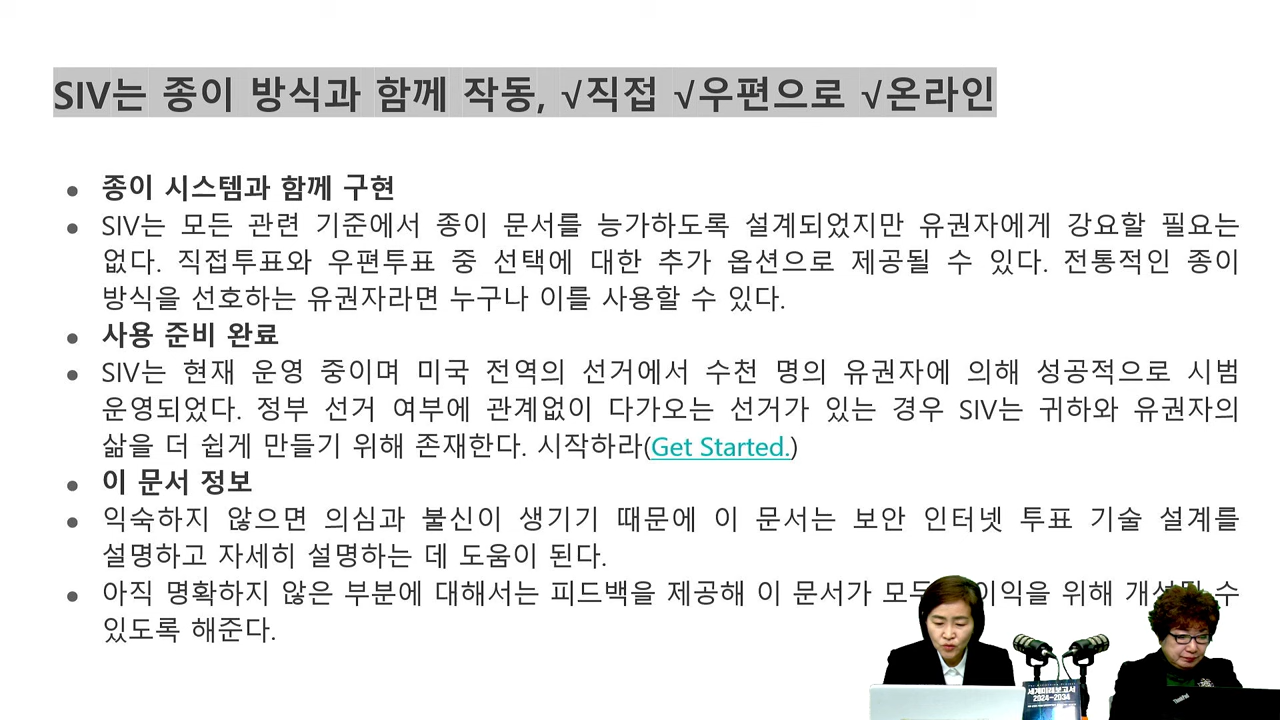 SIV는 종이 방식과 함께 작동, √직접 √우편으로 √온라인
종이 시스템과 함께 구현
SIV는 모든 관련 기준에서 종이 문서를 능가하도록 설계되었지만 유권자에게 강요할 필요는
없다. 직접투표와 우편투표 중 선택에 대한 추가 옵션으로 제공될 수 있다. 전통적인 종이
방식을 선호하는 유권자라면 누구나 이를 사용할 수 있다.
사용 준비 완료
SIV는 현재 운영 중이며 미국 전역의 선거에서 수천 명의 유권자에 의해 성공적으로 시범
운영되었다. 정부 선거 여부에 관계없이 다가오는 선거가 있는 경우 SIV는 귀하와 유권자의
삶을 더 쉽게 만들기 위해 존재한다. 시작하라(Get Started.)
이 문서 정보
익숙하지 않으면 의심과 불신이 생기기 때문에 이 문서는 보안 인터넷 투표 기술 설계를
설명하고 자세히 설명하는 데 도움이 된다.
아직 명확하지 않은 부분에 대해서는 피드백을 제공해 이 문서가 이익을 위해 수
있도록 해준다.
세계미래보고서
2024-2034
ThinkPad